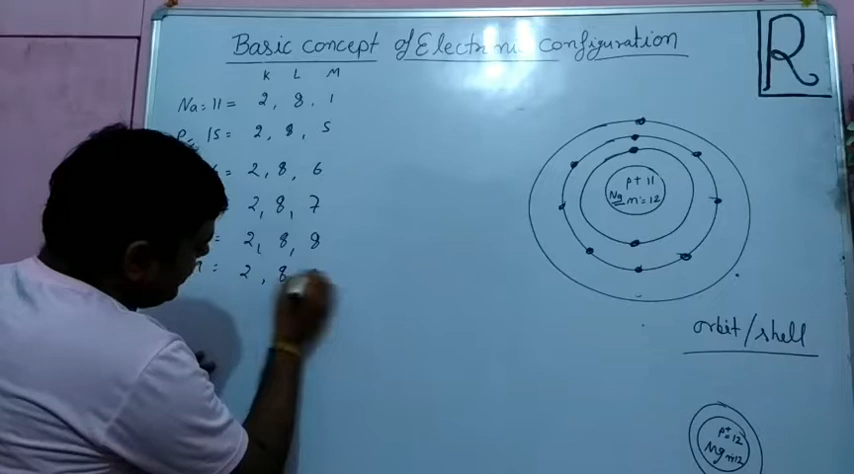 Basic concept of Electronic configuration
R
K L M
Na = 11 = 2, 8, 1
P = 15 = 2, 8, 5
= 2, 8, 6
2, 8, 7
= 2, 8, 8
= 2, 8
p+ 11
Na n = 12
orbit/shell
p+ = 12
Mg n=12